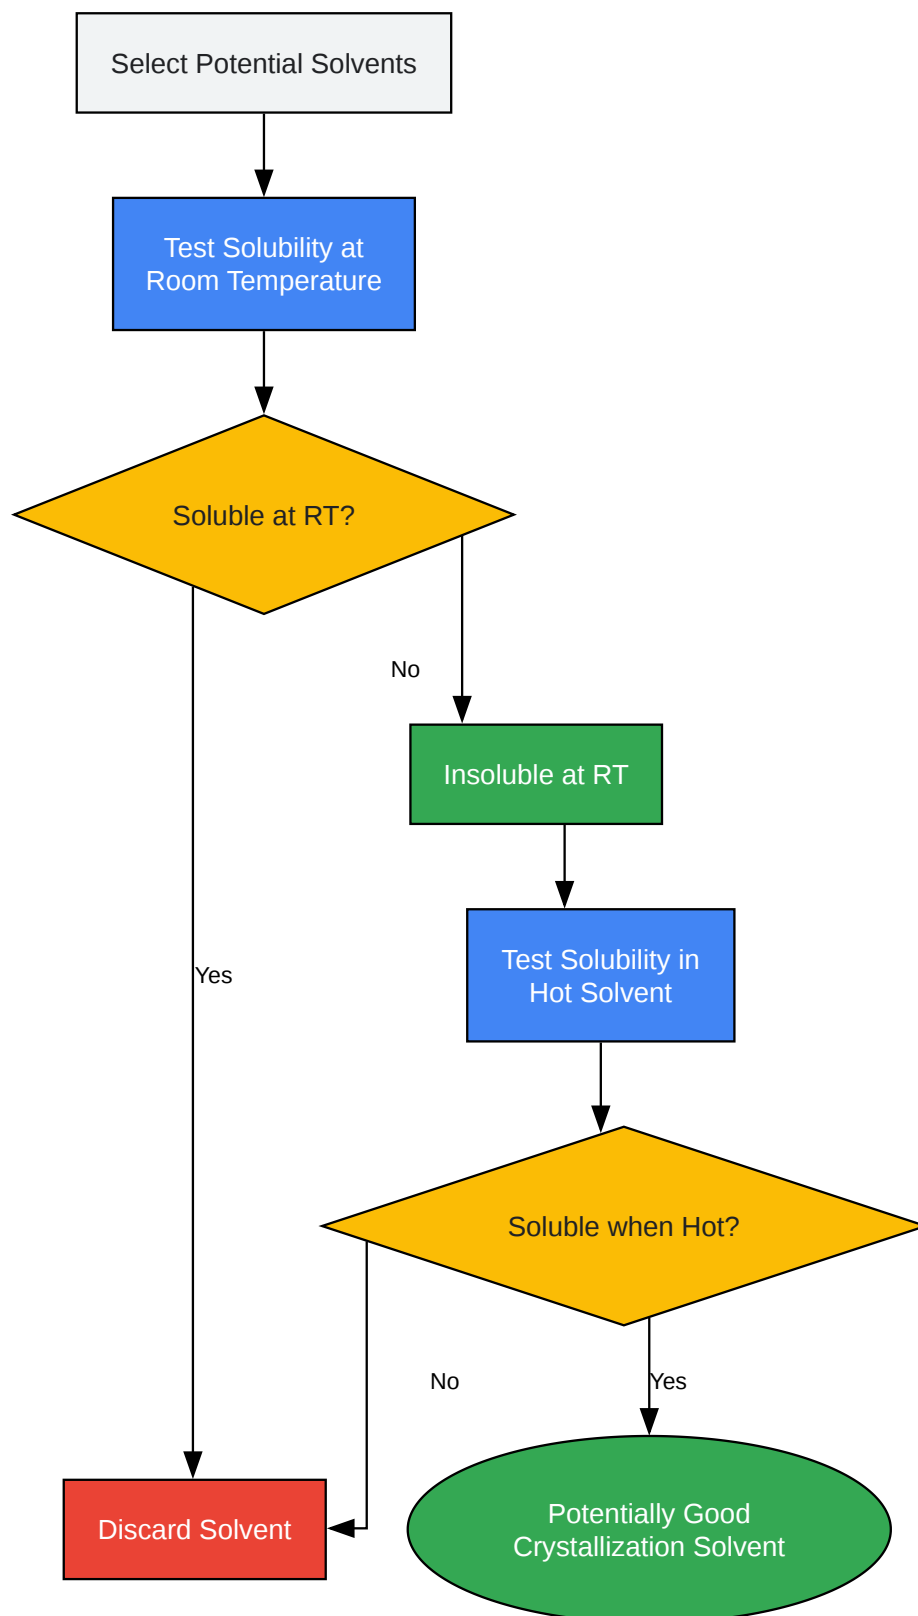 Select Potential Solvents
Test Solubility at
Room Temperature
Soluble at RT?
No
Insoluble at RT
Yes
Test Solubility in
Hot Solvent
Soluble when Hot?
No
Yes
Discard Solvent
Potentially Good
Crystallization Solvent